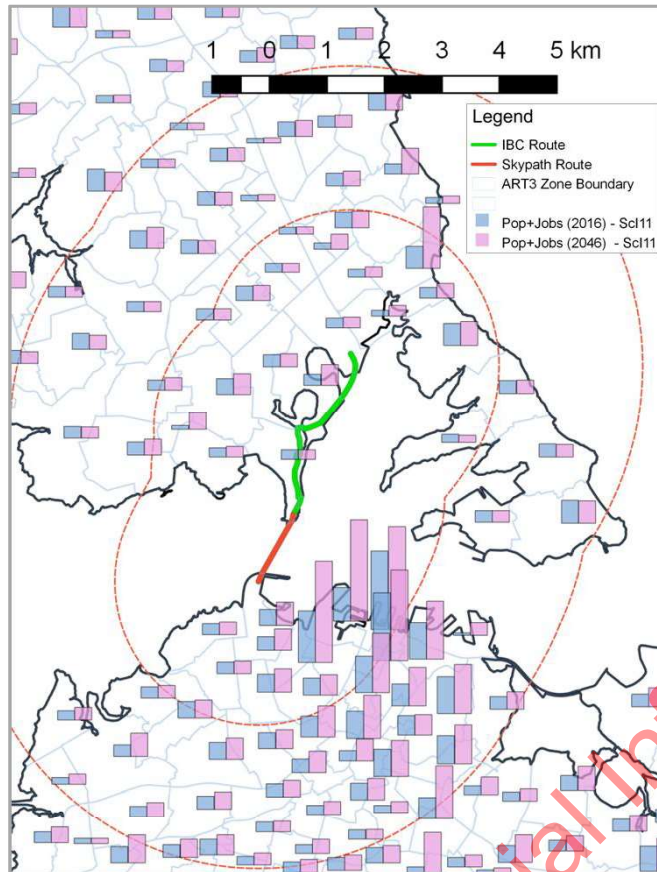 1 0 1 2 3 4 5 km
Legend
IBC Route
Skypath Route
ART3 Zone Boundary
Pop+Jobs (2016) - Scl11
Pop+Jobs (2046) - Scl11